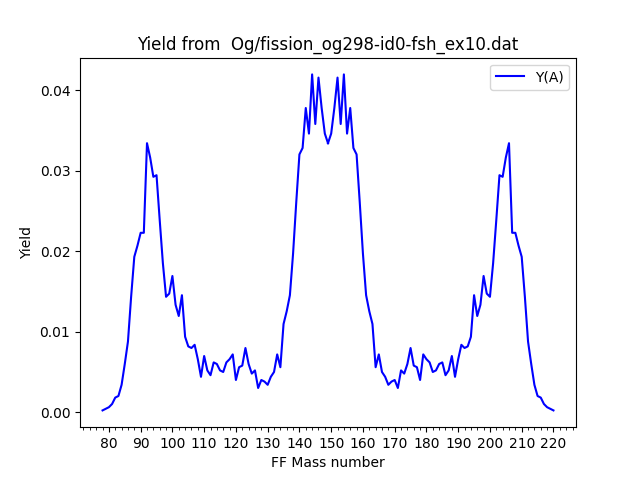 Yield from  Og/fission_og298-id0-fsh_ex10.dat
Y(A)
0.04
0.03
0.02
0.01
0.00
Yield
80 90 100 110 120 130 140 150 160 170 180 190 200 210 220
FF Mass number